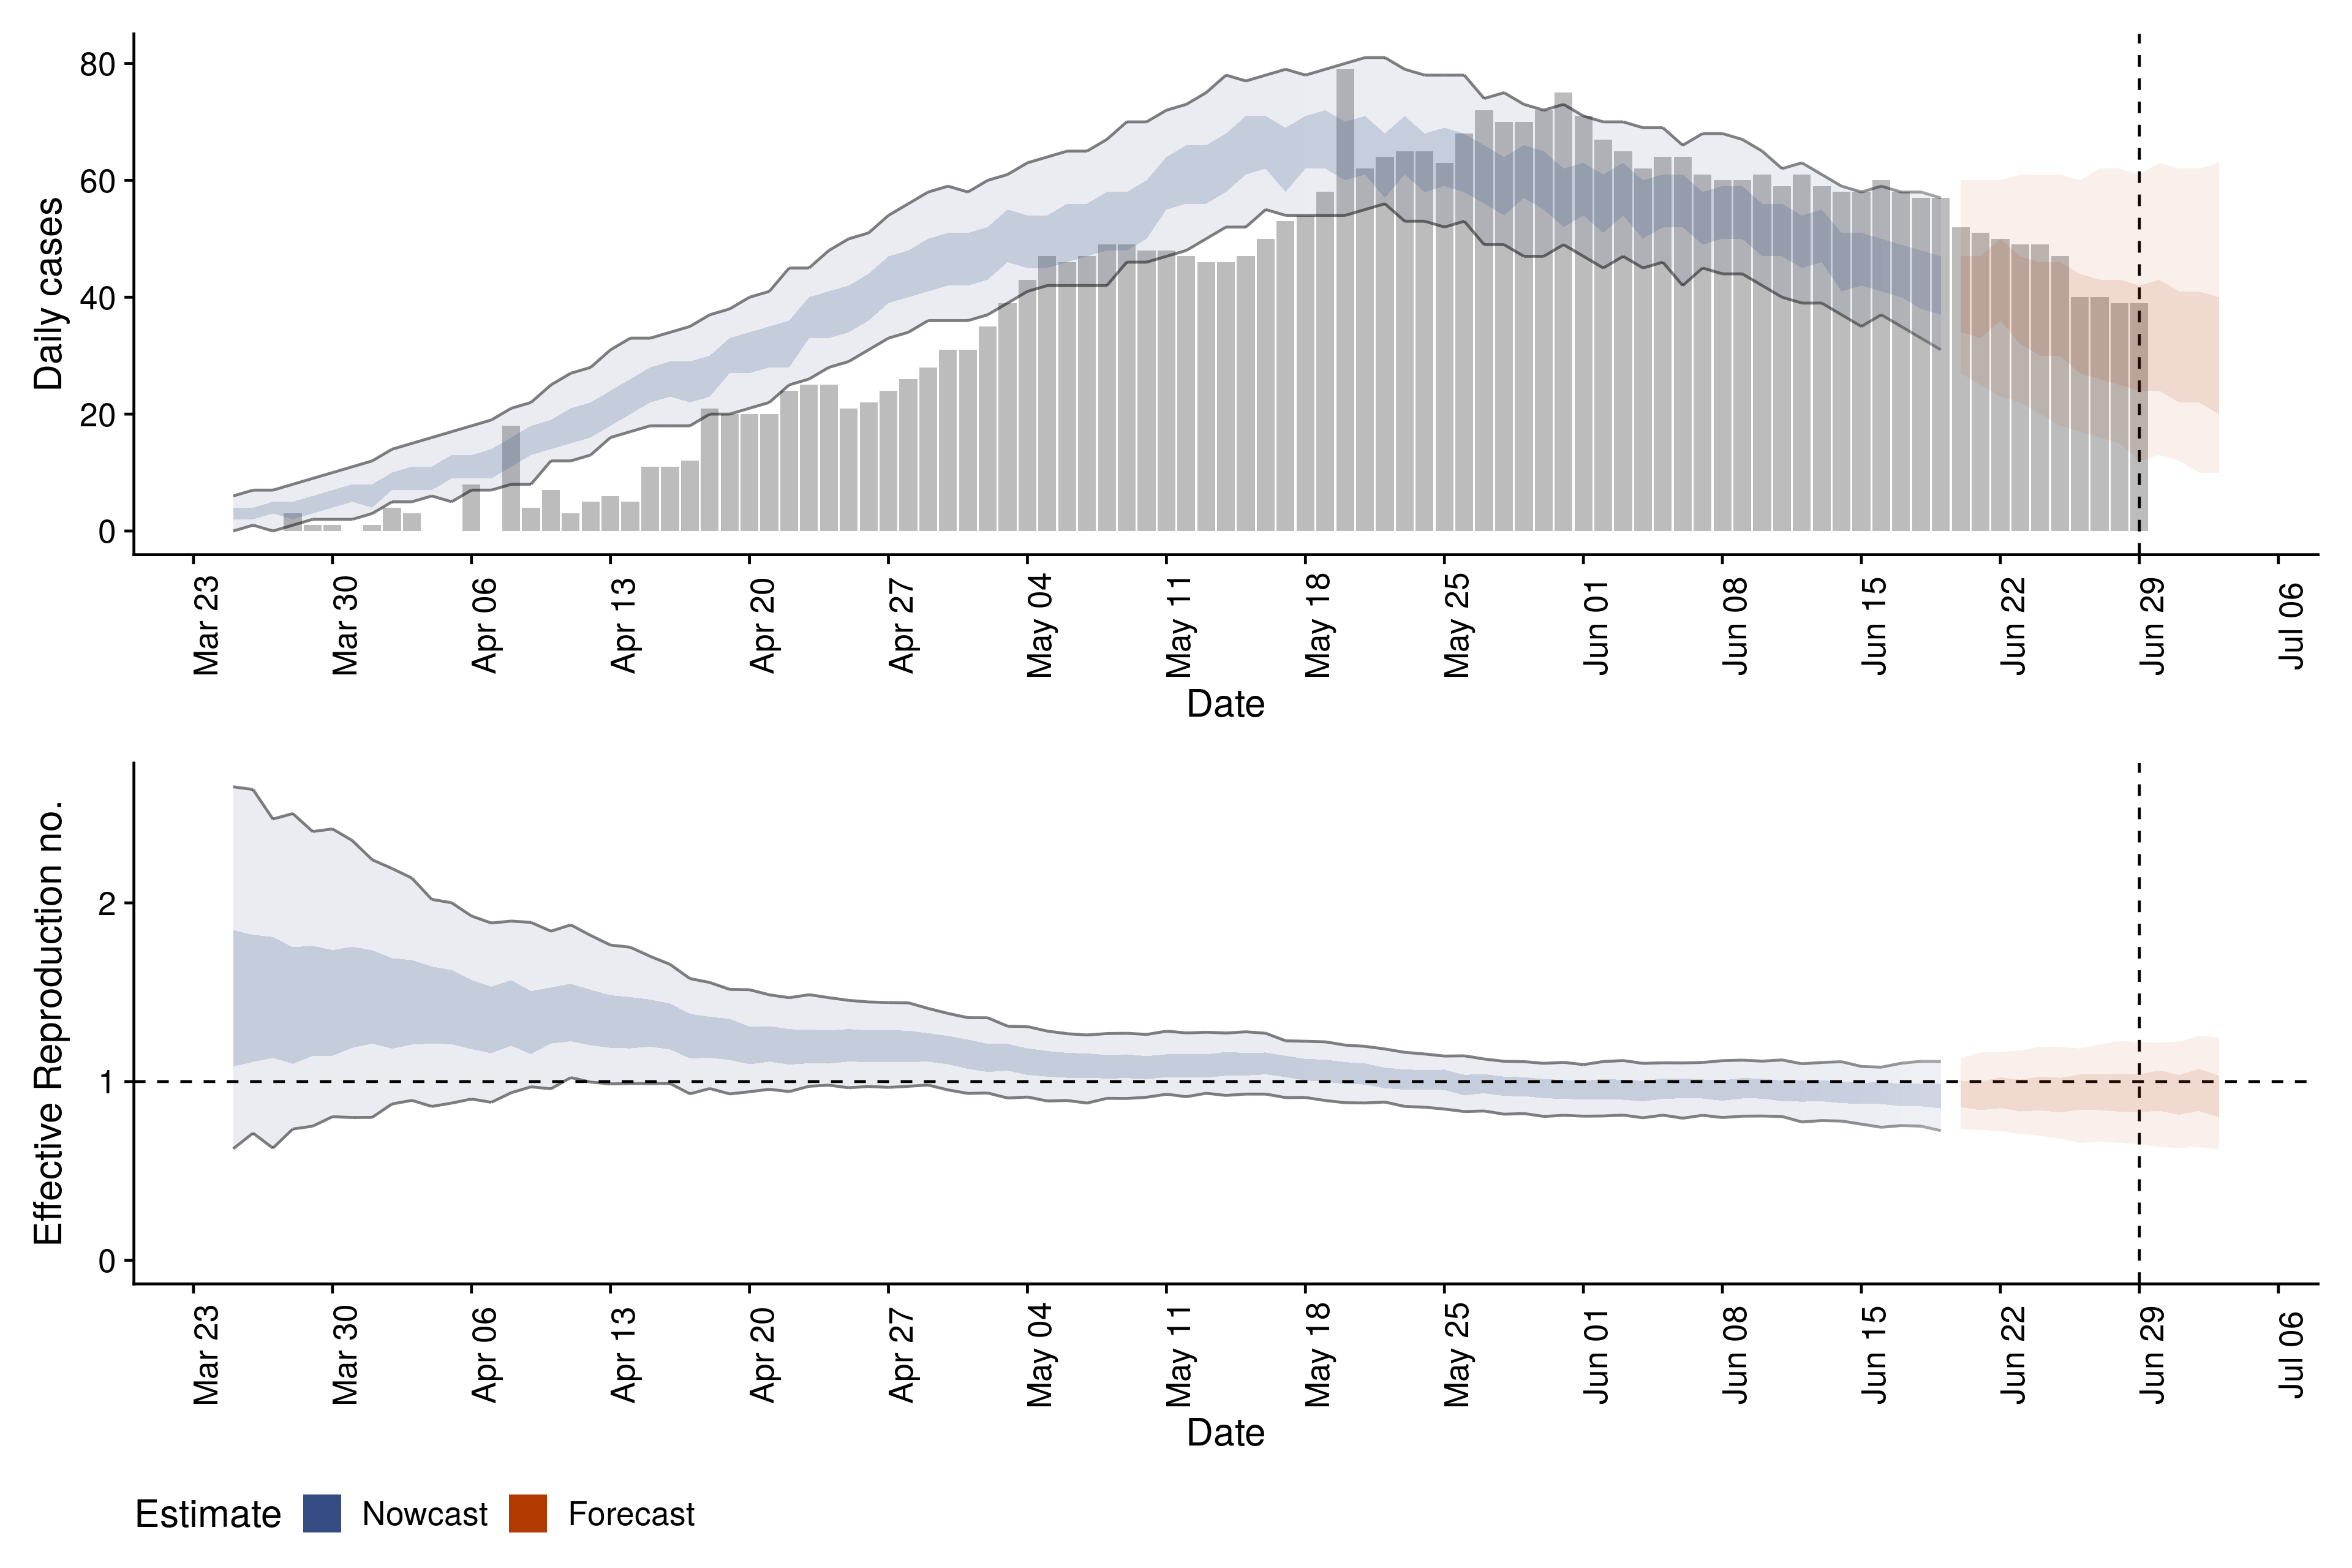 Daily cases
80
60
40
20
0
Mar 23
Mar 30
Apr 06
Apr 13
Apr 20
Apr 27
May 04
May 11
May 18
May 25
Jun 01
Jun 08
Jun 15
Jun 22
Jun 29
Jul 06
Date
Effective Reproduction no.
2
1
0
Mar 23
Mar 30
Apr 06
Apr 13
Apr 20
Apr 27
May 04
May 11
May 18
May 25
Jun 01
Jun 08
Jun 15
Jun 22
Jun 29
Jul 06
Date
Estimate Nowcast Forecast